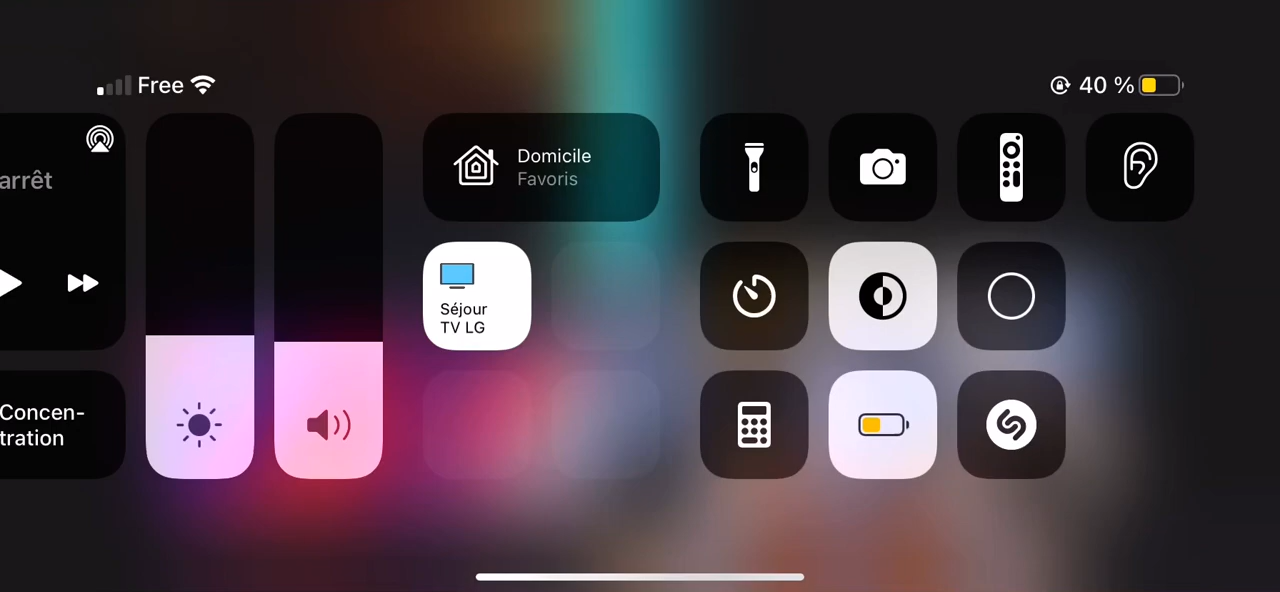 Free
40 %
arrêt
Concen-
tration
Domicile
Favoris
Séjour
TV LG